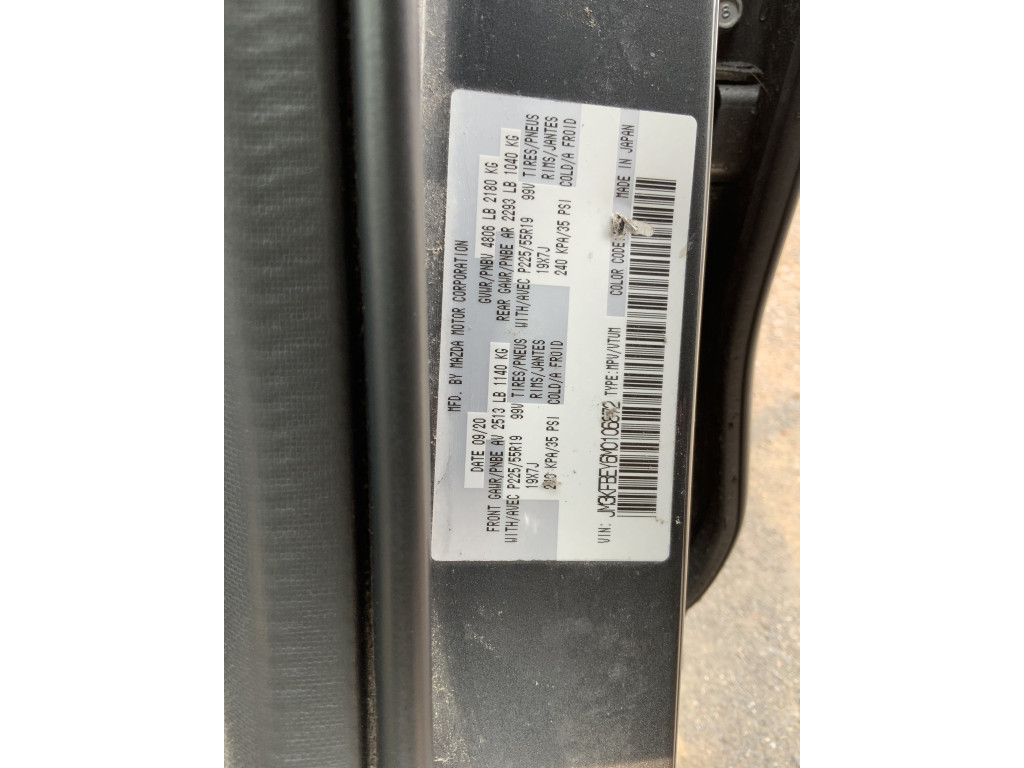 MFD. BY MAZDA MOTOR CORPORATION
DATE 09/20
GVWR/PNBV 4806 LB 2180 KG
FRONT GAWR/PNBE AV 2513 LB 1140 KG
REAR GAWR/PNBE AR 2293 LB 1040 KG
WITH/AVEC P225/55R19 99V TIRES/PNEUS
WITH/AVEC P225/55R19 99V TIRES/PNEUS
19X7J RIMS/JANTES
19X7J RIMS/JANTES
240 KPA/35 PSI COLD/A FROID
240 KPA/35 PSI COLD/A FROID
VIN: TYPE:MPV/VTUM COLOR CODE: MADE IN JAPAN